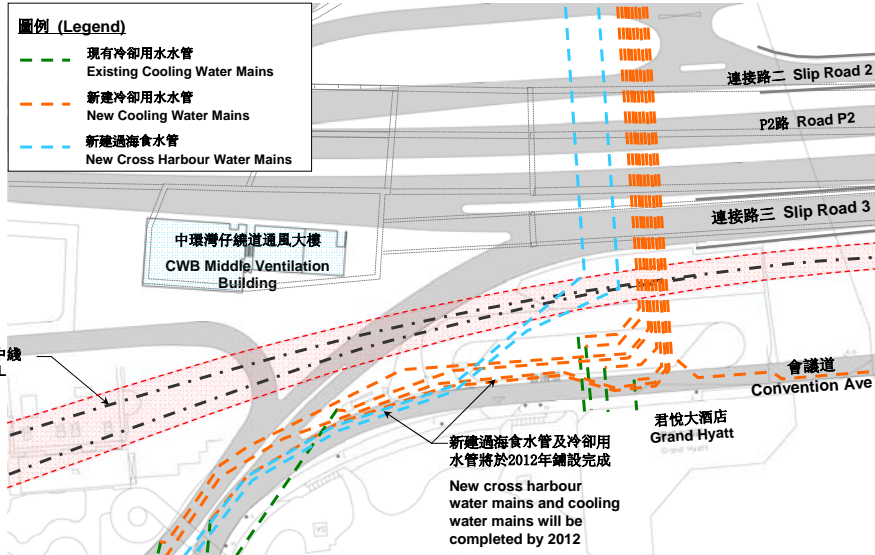 圖例 (Legend)
現有冷卻用水水管
Existing Cooling Water Mains
新建冷卻用水水管
New Cooling Water Mains
新建過海食水管
New Cross Harbour Water Mains
連接路二 Slip Road 2
P2路 Road P2
連接路三 Slip Road 3
中環灣仔繞道通風大樓
CWB Middle Ventilation
Building
中綫
L
會議道
Convention Ave
君悅大酒店
Grand Hyatt
Grand Hyatt
新建過海食水管及冷卻用
水管將於2012年鋪設完成
New cross harbour
water mains and cooling
water mains will be
completed by 2012
TS
PS